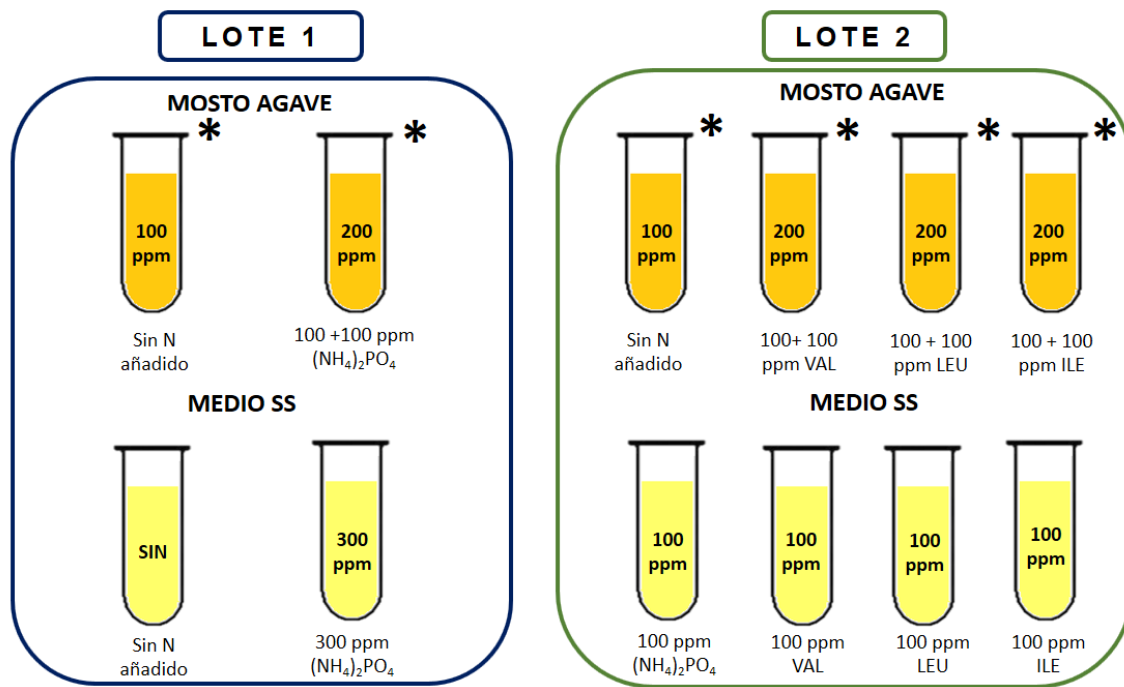 LOTE 1
MOSTO AGAVE
* *
100 200
ppm ppm
Sin N 100 +100 ppm
añadido (NH₄)₂PO₄
MEDIO SS
SIN 300
ppm
Sin N 300 ppm
añadido (NH₄)₂PO₄
LOTE 2
MOSTO AGAVE
* * * *
100 200 200 200
ppm ppm ppm ppm
Sin N 100+ 100 100 + 100 100 + 100
añadido ppm VAL ppm LEU ppm ILE
MEDIO SS
100 100 100 100
ppm ppm ppm ppm
100 ppm 100 ppm 100 ppm 100 ppm
(NH₄)₂PO₄ VAL LEU ILE